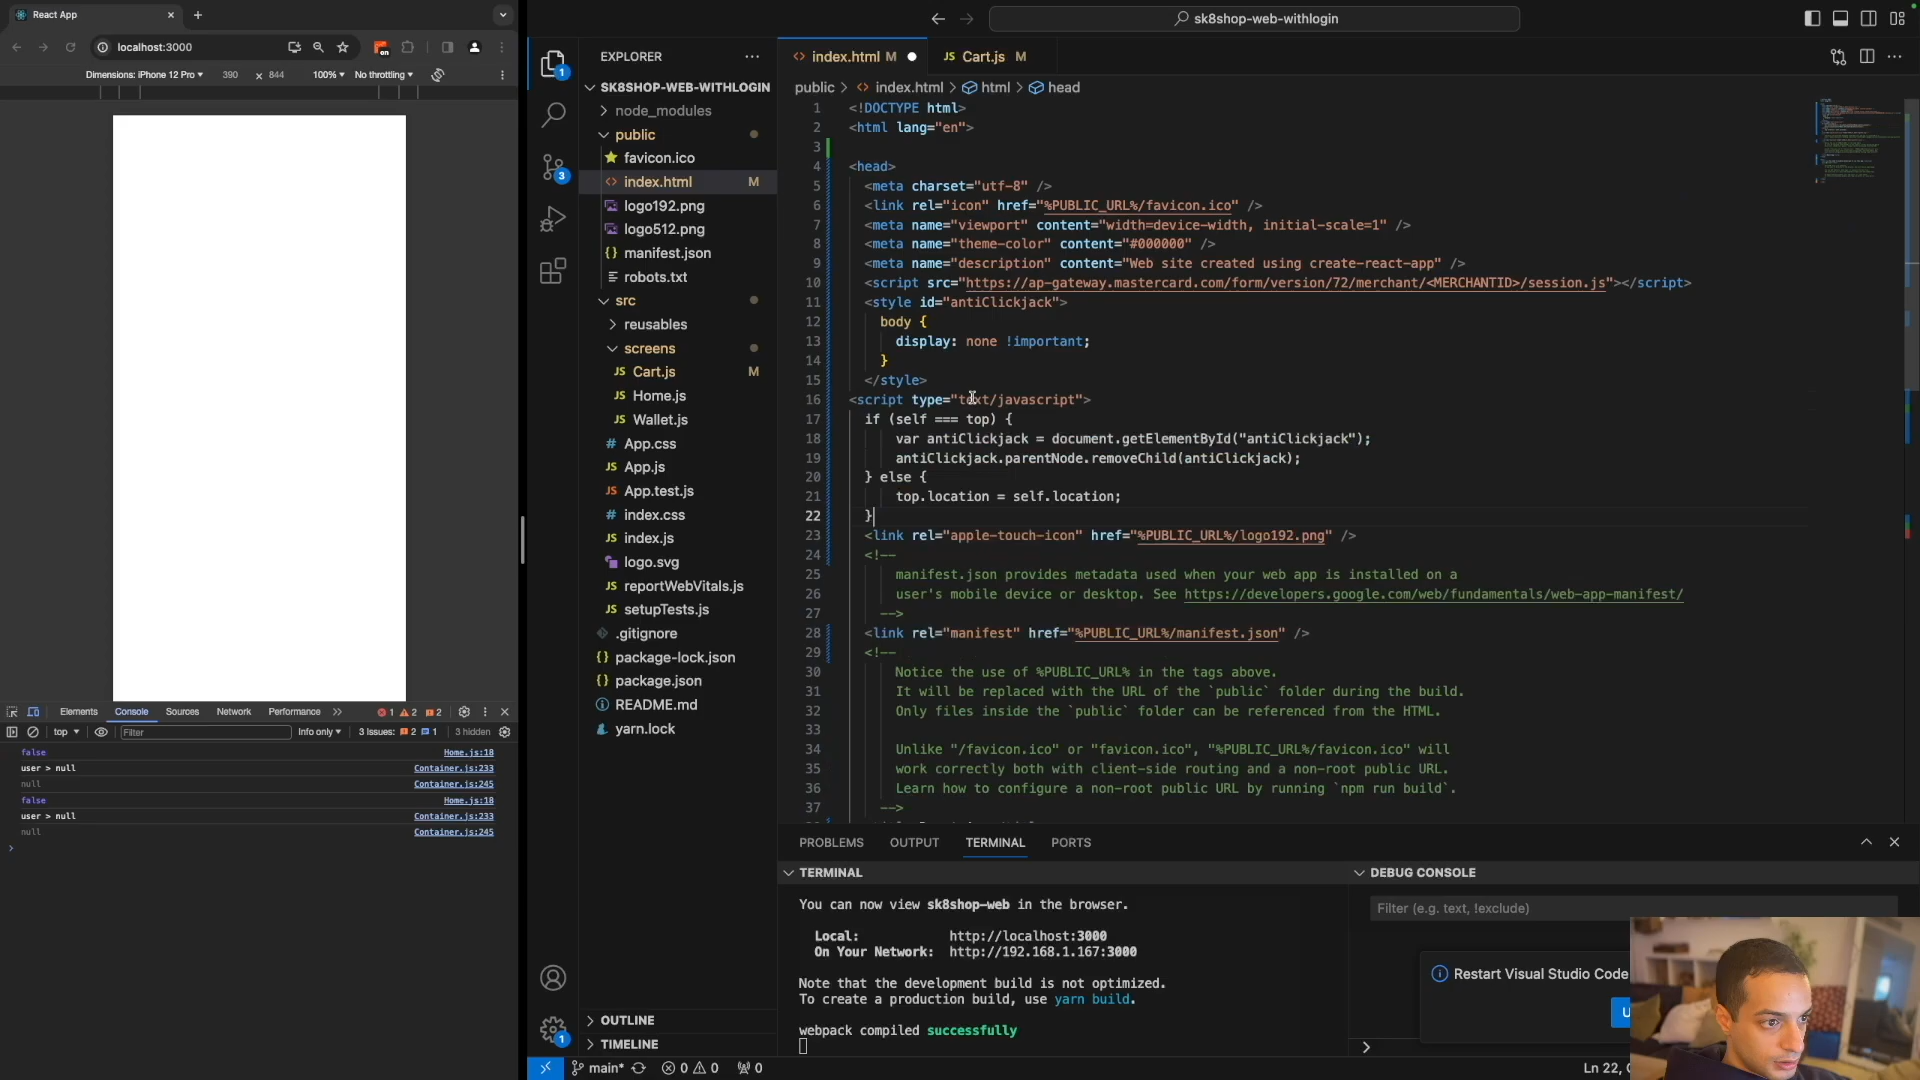 React App
localhost:3000
on
Dimensions: iPhone 12 Pro 390 × 844 100% No throttling
Elements Console Sources Network Performance 1 2 2
top Filter Info only 3 Issues: 2 1 3 hidden
false Home.js:18
user > null Container.js:233
null Container.js:245
false Home.js:18
user > null Container.js:233
null Container.js:245
sk8shop-web-withlogin
1
3
1
EXPLORER
SK8SHOP-WEB-WITHLOGIN
node_modules
public
favicon.ico
index.html M
logo192.png
logo512.png
manifest.json
robots.txt
src
reusables
screens
JS Cart.js M
JS Home.js
JS Wallet.js
# App.css
JS App.js
JS App.test.js
# index.css
JS index.js
logo.svg
JS reportWebVitals.js
JS setupTests.js
.gitignore
{} package-lock.json
{} package.json
README.md
yarn.lock
OUTLINE
TIMELINE
index.html M JS Cart.js M
public > index.html > html > head
1 <!DOCTYPE html>
2 <html lang="en">
3
4 <head>
5 <meta charset="utf-8" />
6 <link rel="icon" href="%PUBLIC_URL%/favicon.ico" />
7 <meta name="viewport" content="width=device-width, initial-scale=1" />
8 <meta name="theme-color" content="#000000" />
9 <meta name="description" content="Web site created using create-react-app" />
10 <script src="https://ap-gateway.mastercard.com/form/version/72/merchant/<MERCHANTID>/session.js"></script>
11 <style id="antiClickjack">
12 body {
13 display: none !important;
14 }
15 </style>
16 <script type="text/javascript">
17 if (self === top) {
18 var antiClickjack = document.getElementById("antiClickjack");
19 antiClickjack.parentNode.removeChild(antiClickjack);
20 } else {
21 top.location = self.location;
22 }
23 <link rel="apple-touch-icon" href="%PUBLIC_URL%/logo192.png" />
24 <!--
25 manifest.json provides metadata used when your web app is installed on a
26 user's mobile device or desktop. See https://developers.google.com/web/fundamentals/web-app-manifest/
27 -->
28 <link rel="manifest" href="%PUBLIC_URL%/manifest.json" />
29 <!--
30 Notice the use of %PUBLIC_URL% in the tags above.
31 It will be replaced with the URL of the `public` folder during the build.
32 Only files inside the `public` folder can be referenced from the HTML.
33
34 Unlike "/favicon.ico" or "favicon.ico", "%PUBLIC_URL%/favicon.ico" will
35 work correctly both with client-side routing and a non-root public URL.
36 Learn how to configure a non-root public URL by running `npm run build`.
37 -->
PROBLEMS OUTPUT TERMINAL PORTS
TERMINAL
You can now view sk8shop-web in the browser.
Local: http://localhost:3000
On Your Network: http://192.168.1.167:3000
Note that the development build is not optimized.
To create a production build, use yarn build.
webpack compiled successfully
DEBUG CONSOLE
Filter (e.g. text, !exclude)
Restart Visual Studio Code
U
main* 0 0 0
Ln 22,